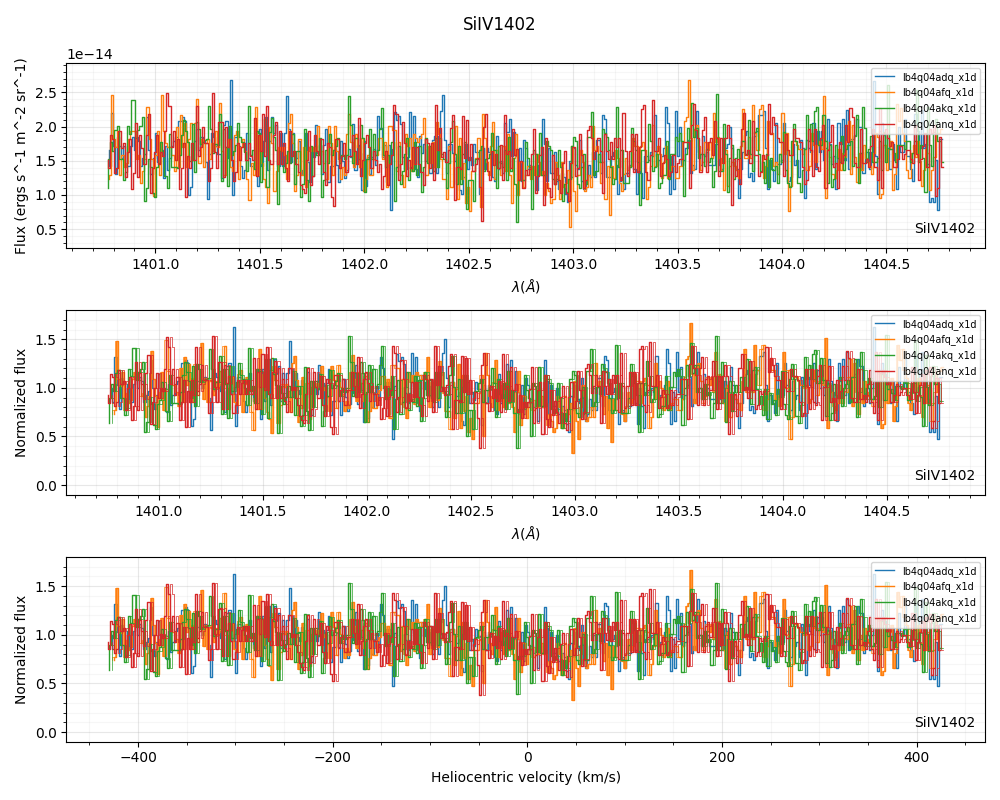 SiIV1402
1e−14
Flux (ergs s^-1 m^-2 sr^-1)
2.5
2.0
1.5
1.0
0.5
lb4q04adq_x1d
lb4q04afq_x1d
lb4q04akq_x1d
lb4q04anq_x1d
SiIV1402
1401.0 1401.5 1402.0 1402.5 1403.0 1403.5 1404.0 1404.5
λ(Å)
Normalized flux
1.5
1.0
0.5
0.0
lb4q04adq_x1d
lb4q04afq_x1d
lb4q04akq_x1d
lb4q04anq_x1d
SiIV1402
1401.0 1401.5 1402.0 1402.5 1403.0 1403.5 1404.0 1404.5
λ(Å)
Normalized flux
1.5
1.0
0.5
0.0
lb4q04adq_x1d
lb4q04afq_x1d
lb4q04akq_x1d
lb4q04anq_x1d
SiIV1402
−400 −200 0 200 400
Heliocentric velocity (km/s)